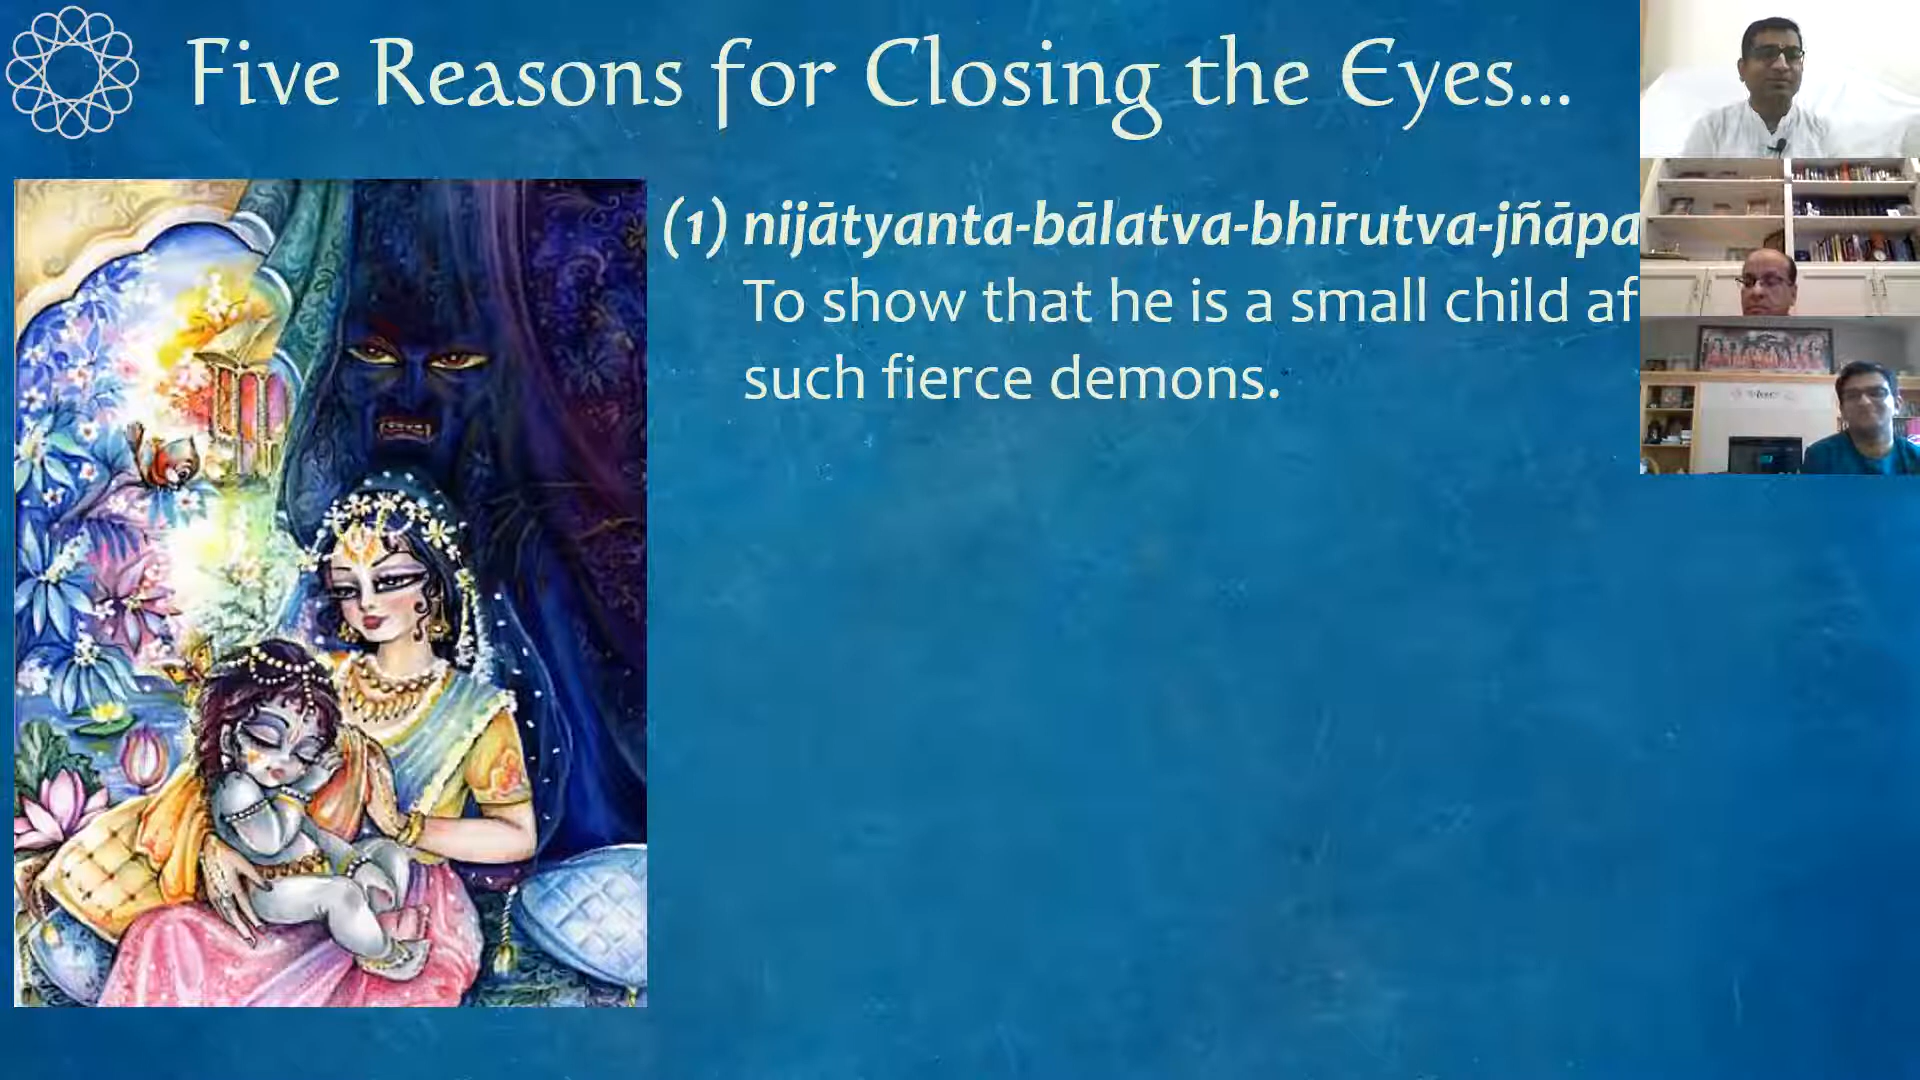 Five Reasons for Closing the Eyes...
(1) nijātyanta-bālatva-bhīrutva-jñāpa
To show that he is a small child af
such fierce demons.